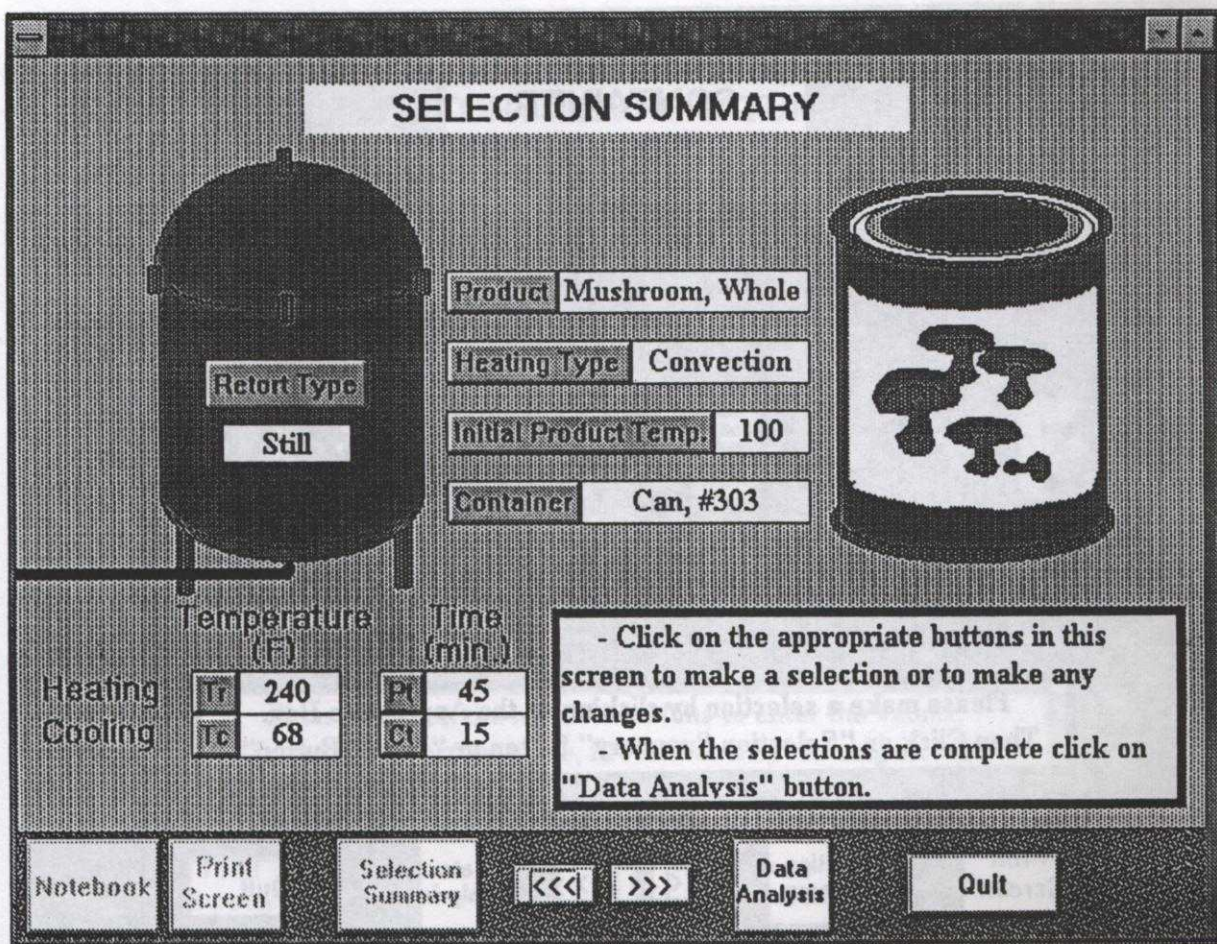 SELECTION SUMMARY
Product Mushroom, Whole
Heating Type Convection
Retort Type
Still
Initial Product Temp. 100
Container Can, #303
Temperature (F) Time (min.)
Heating Tr 240 Pt 45
Cooling Tc 68 Ct 15
- Click on the appropriate buttons in this
screen to make a selection or to make any
changes.
- When the selections are complete click on
"Data Analysis" button.
Notebook
Print
Screen
Selection
Summary
<<<
>>>
Data
Analysis
Quit